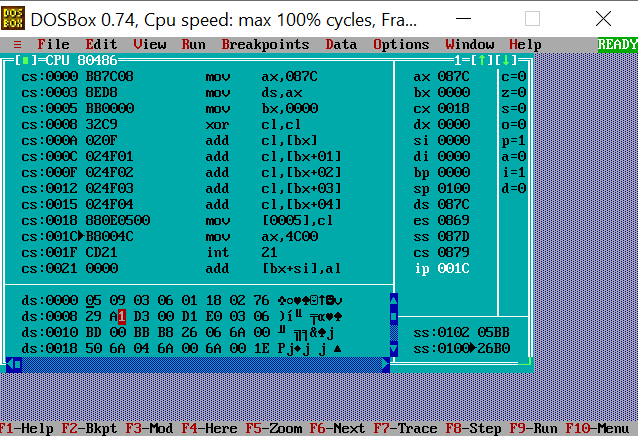 DOSBox 0.74, Cpu speed: max 100% cycles, Fra...
≡ File Edit View Run Breakpoints Data Options Window Help READY
[■]=CPU 80486 1=[↑][↓]
cs:0000 B87C08 mov ax,087C ax 087C c=0
cs:0003 8ED8 mov ds,ax bx 0000 z=0
cs:0005 BB0000 mov bx,0000 cx 0018 s=0
cs:0008 32C9 xor cl,cl dx 0000 o=0
cs:000A 020F add cl,[bx] si 0000 p=1
cs:000C 024F01 add cl,[bx+01] di 0000 a=0
cs:000F 024F02 add cl,[bx+02] bp 0000 i=1
cs:0012 024F03 add cl,[bx+03] sp 0100 d=0
cs:0015 024F04 add cl,[bx+04] ds 087C
cs:0018 880E0500 mov [0005],cl es 0869
cs:001C►B8004C mov ax,4C00 ss 087D
cs:001F CD21 int 21 cs 0879
cs:0021 0000 add [bx+si],al ip 001C
ds:0000 05 09 03 06 01 18 02 76 ♣○♥♠☺↑☻v
ds:0008 29 A1 D3 00 D1 E0 03 06 )í╙ ╤α♥♠
ds:0010 BD 00 BB B8 26 06 6A 00 ╜ ╗╕&♠j
ds:0018 50 6A 04 6A 00 6A 00 1E Pj♦j j ▲
ss:0102 05BB
ss:0100►26B0
F1-Help F2-Bkpt F3-Mod F4-Here F5-Zoom F6-Next F7-Trace F8-Step F9-Run F10-Menu